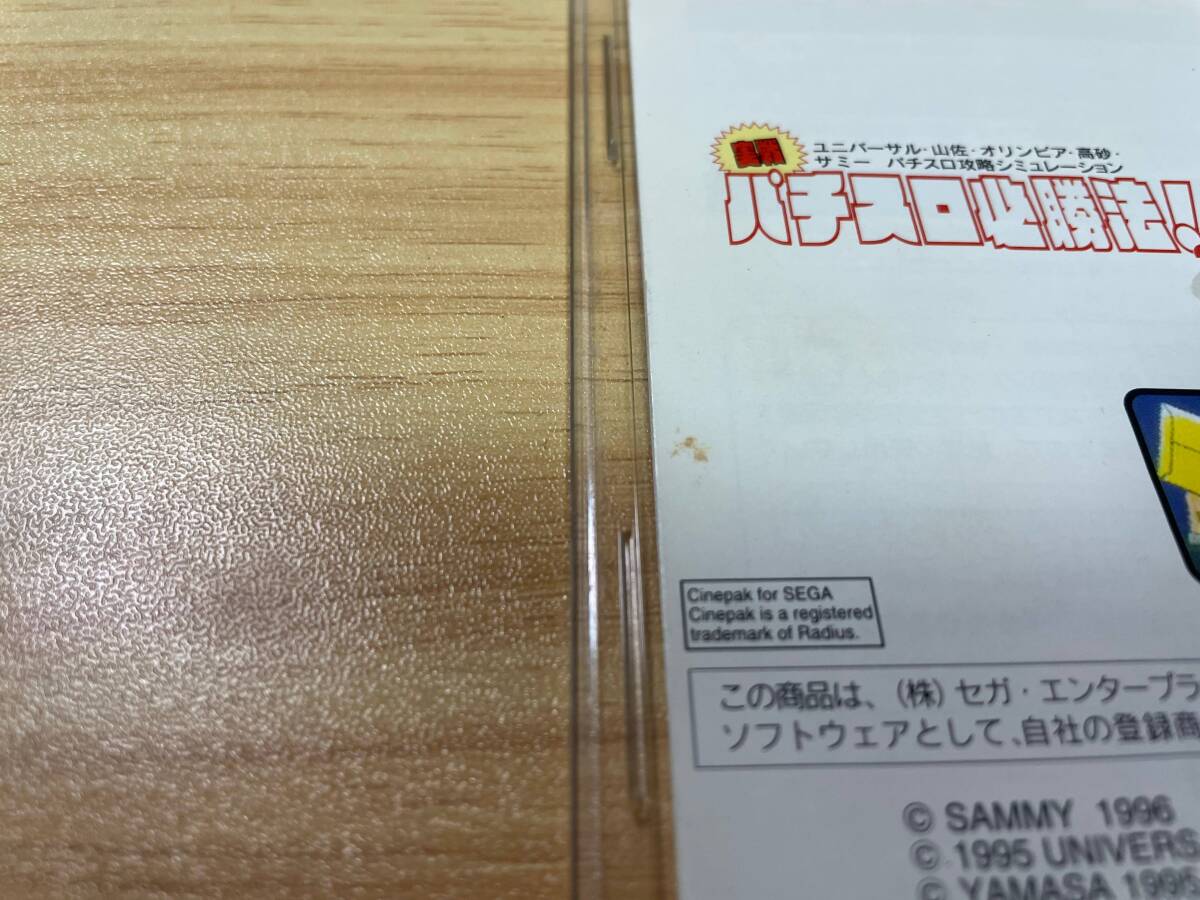 実戦
ユニバーサル・山佐・オリンピア・高砂・
サミー パチスロ攻略シミュレーション
パチスロ必勝法!
Cinepak for SEGA
Cinepak is a registered
trademark of Radius.
この商品は、(株)セガ・エンタープラ
ソフトウェアとして、自社の登録商
© SAMMY 1996
© 1995 UNIVERS
© YAMASA 1995